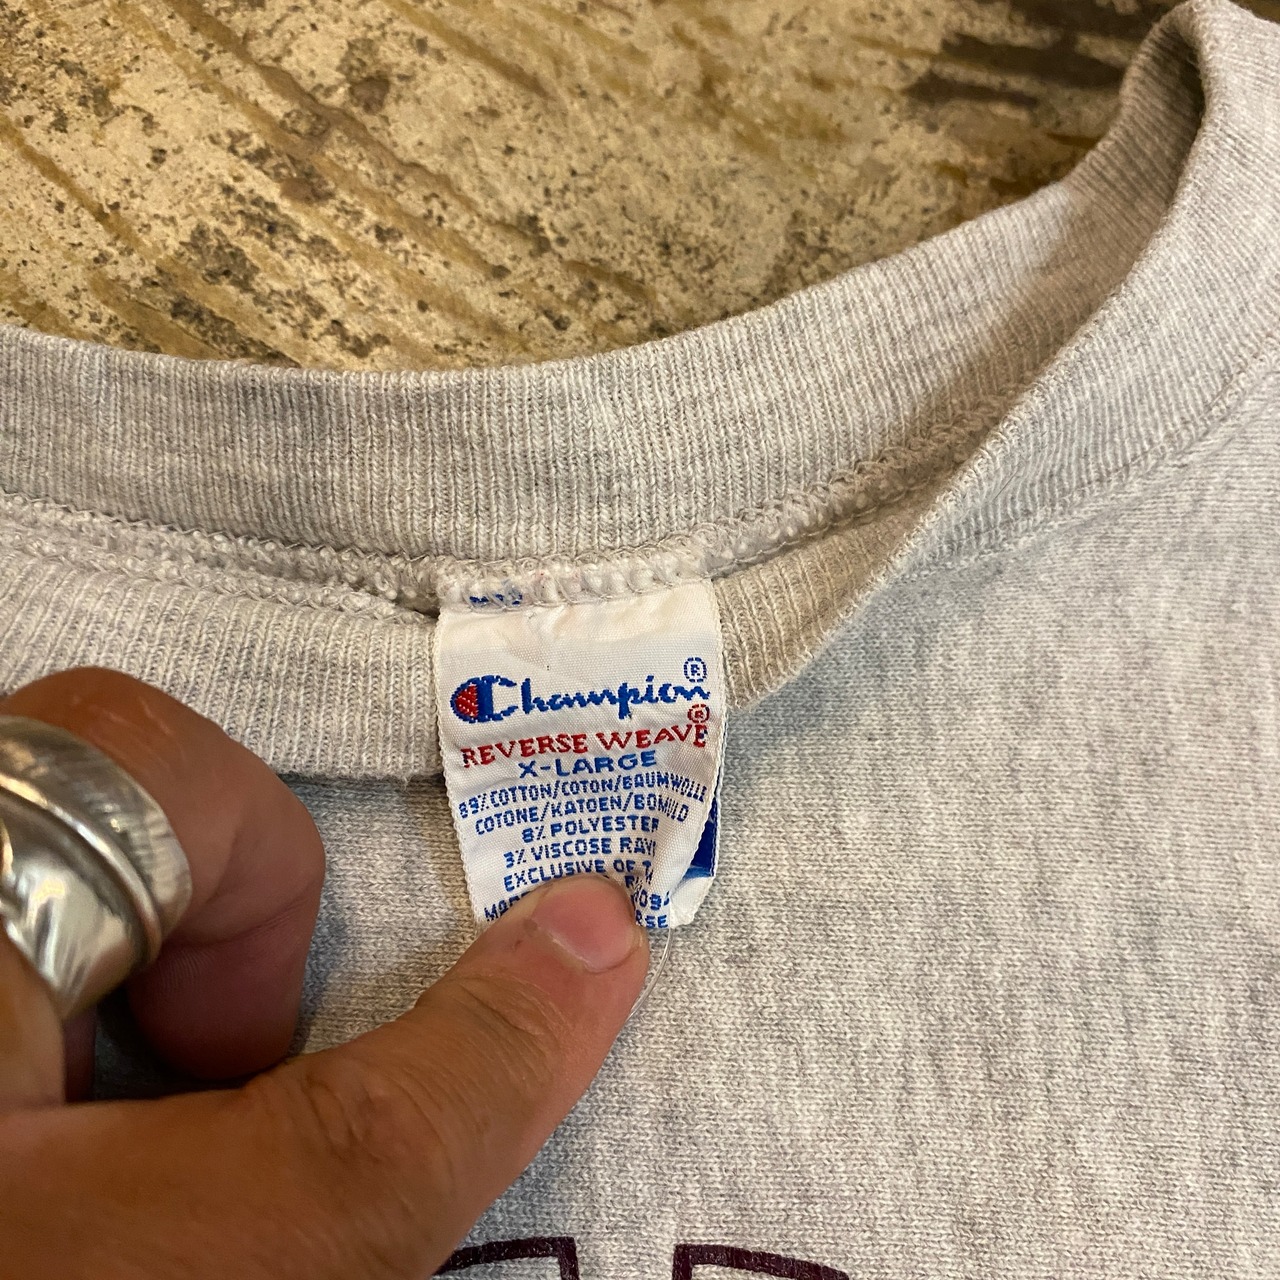 Champion®
REVERSE WEAVE®
X-LARGE
89% COTTON/COTON/BAUMWOLLE
COTONE/KATOEN/BOMULD
8% POLYESTER
3% VISCOSE RAY
EXCLUSIVE OF